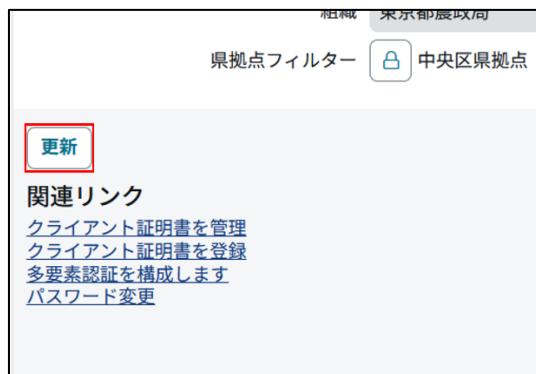 組織 東京都農政局
県拠点フィルター 中央区県拠点
更新
関連リンク
クライアント証明書を管理
クライアント証明書を登録
多要素認証を構成します
パスワード変更